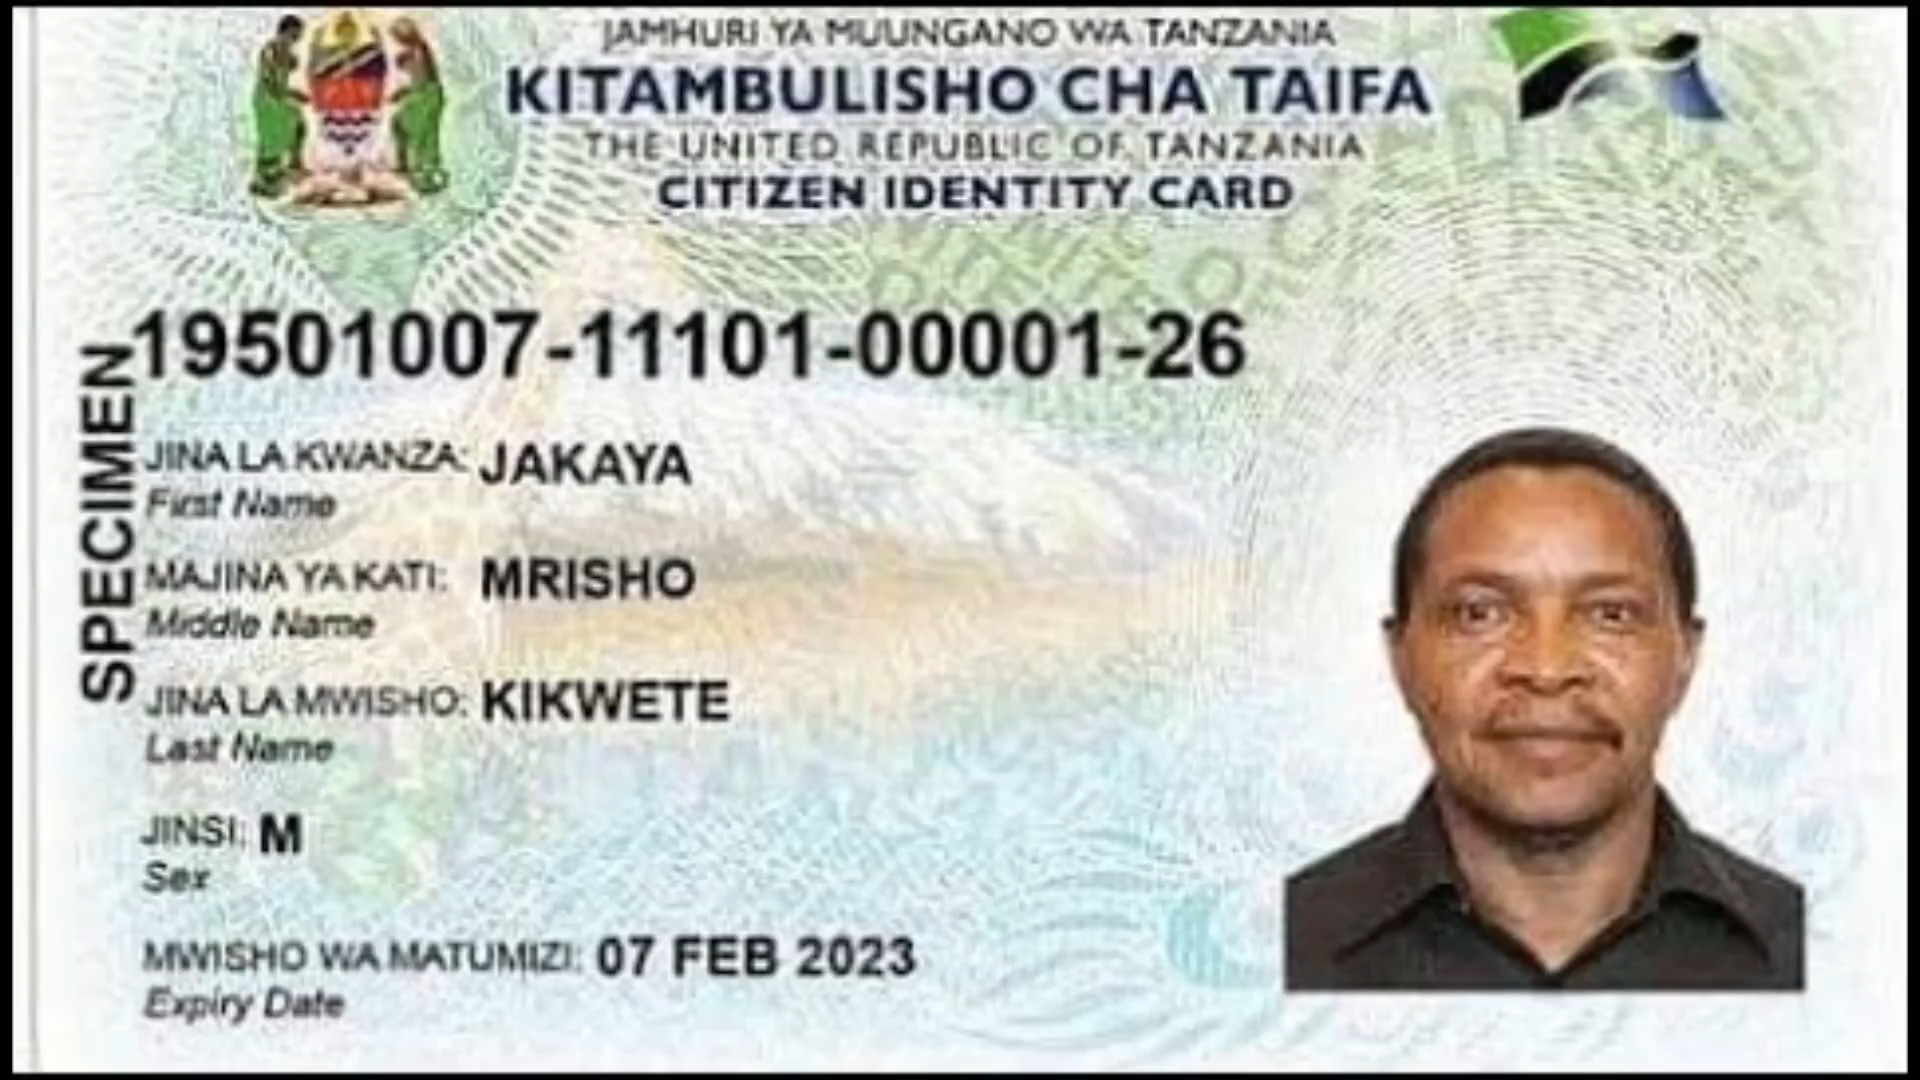 JAMHURI YA MUUNGANO WA TANZANIA
KITAMBULISHO CHA TAIFA
THE UNITED REPUBLIC OF TANZANIA
CITIZEN IDENTITY CARD
SPECIMEN
19501007-11101-00001-26
JINA LA KWANZA: JAKAYA
First Name
MAJINA YA KATI: MRISHO
Middle Name
JINA LA MWISHO: KIKWETE
Last Name
JINSI: M
Sex
MWISHO WA MATUMIZI: 07 FEB 2023
Expiry Date